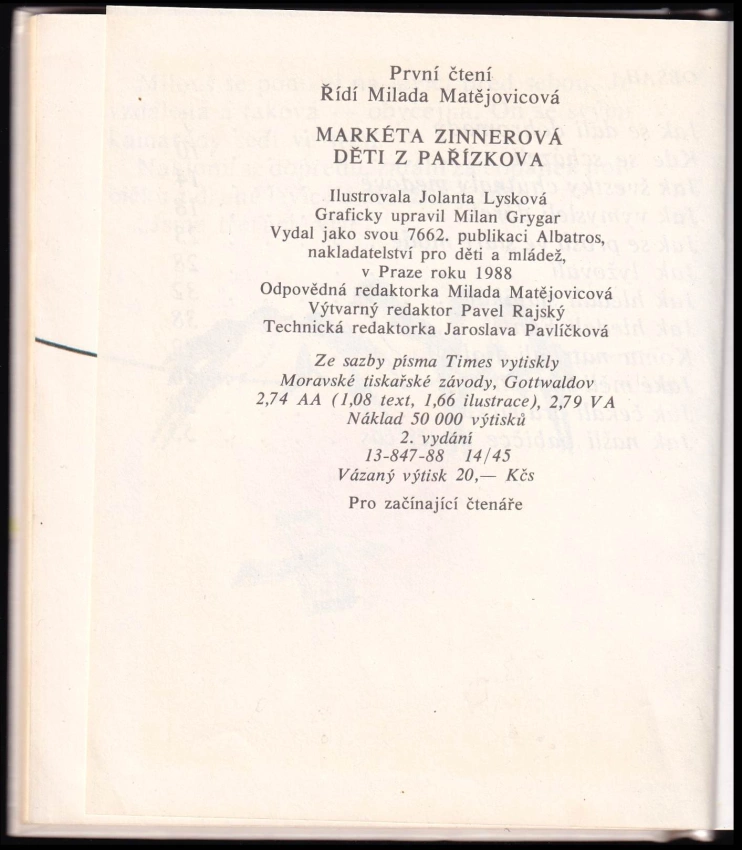 První čtení
Řídí Milada Matějovicová
MARKÉTA ZINNEROVÁ
DĚTI Z PAŘÍZKOVA
Ilustrovala Jolanta Lysková
Graficky upravil Milan Grygar
Vydal jako svou 7662. publikaci Albatros,
nakladatelství pro děti a mládež,
v Praze roku 1988
Odpovědná redaktorka Milada Matějovicová
Výtvarný redaktor Pavel Rajský
Technická redaktorka Jaroslava Pavlíčková
Ze sazby písma Times vytiskly
Moravské tiskařské závody, Gottwaldov
2,74 AA (1,08 text, 1,66 ilustrace), 2,79 VA
Náklad 50 000 výtisků
2. vydání
13-847-88 14/45
Vázaný výtisk 20,— Kčs
Pro začínající čtenáře